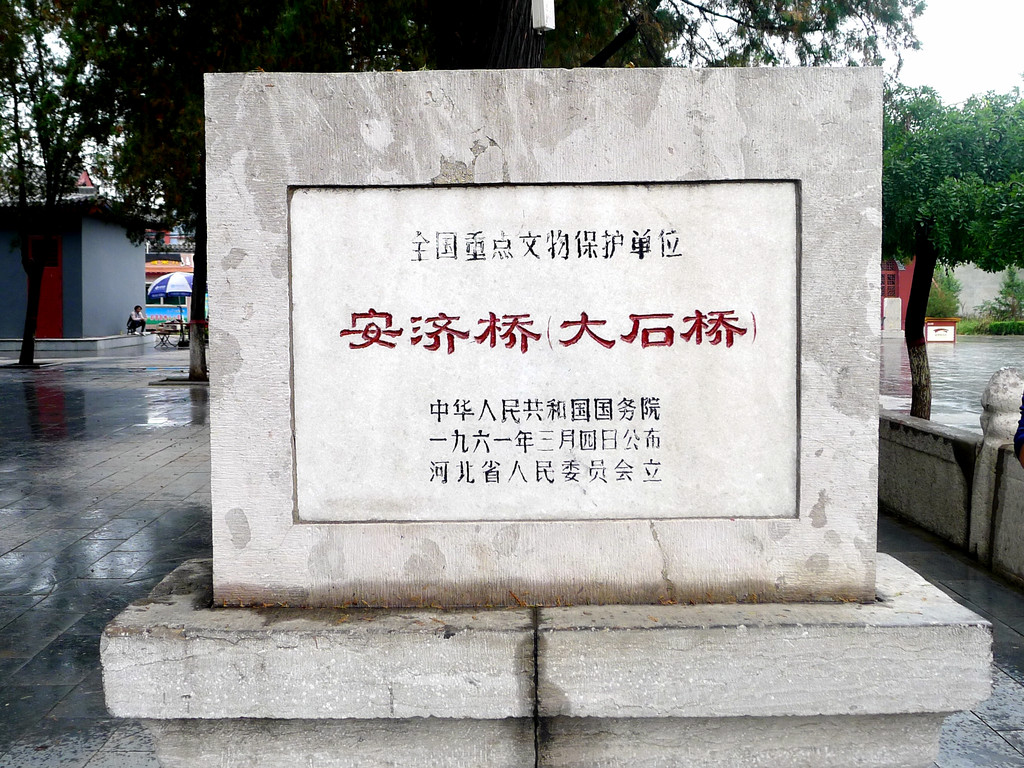 全国重点文物保护单位
安济桥(大石桥)
中华人民共和国国务院
一九六一年三月四日公布
河北省人民委员会立